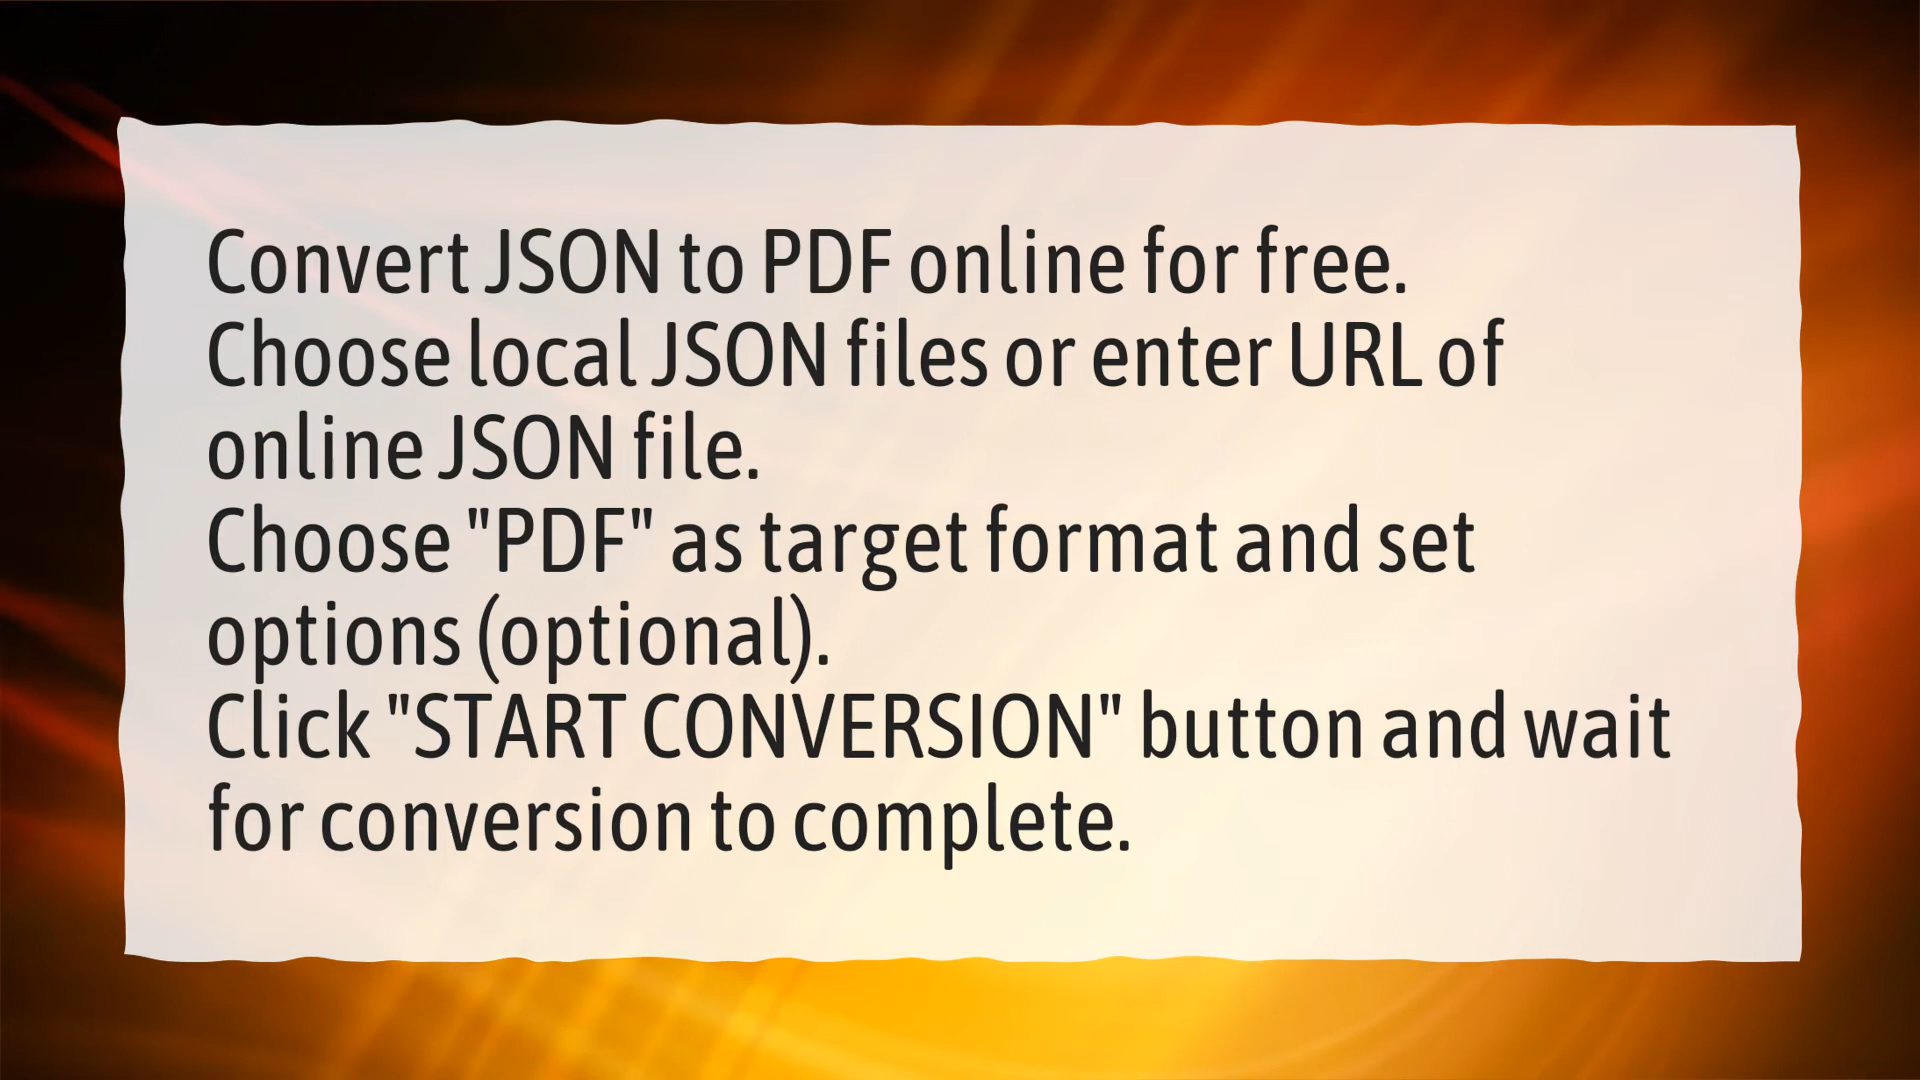 Convert JSON to PDF online for free.
Choose local JSON files or enter URL of
online JSON file.
Choose "PDF" as target format and set
options (optional).
Click "START CONVERSION" button and wait
for conversion to complete.